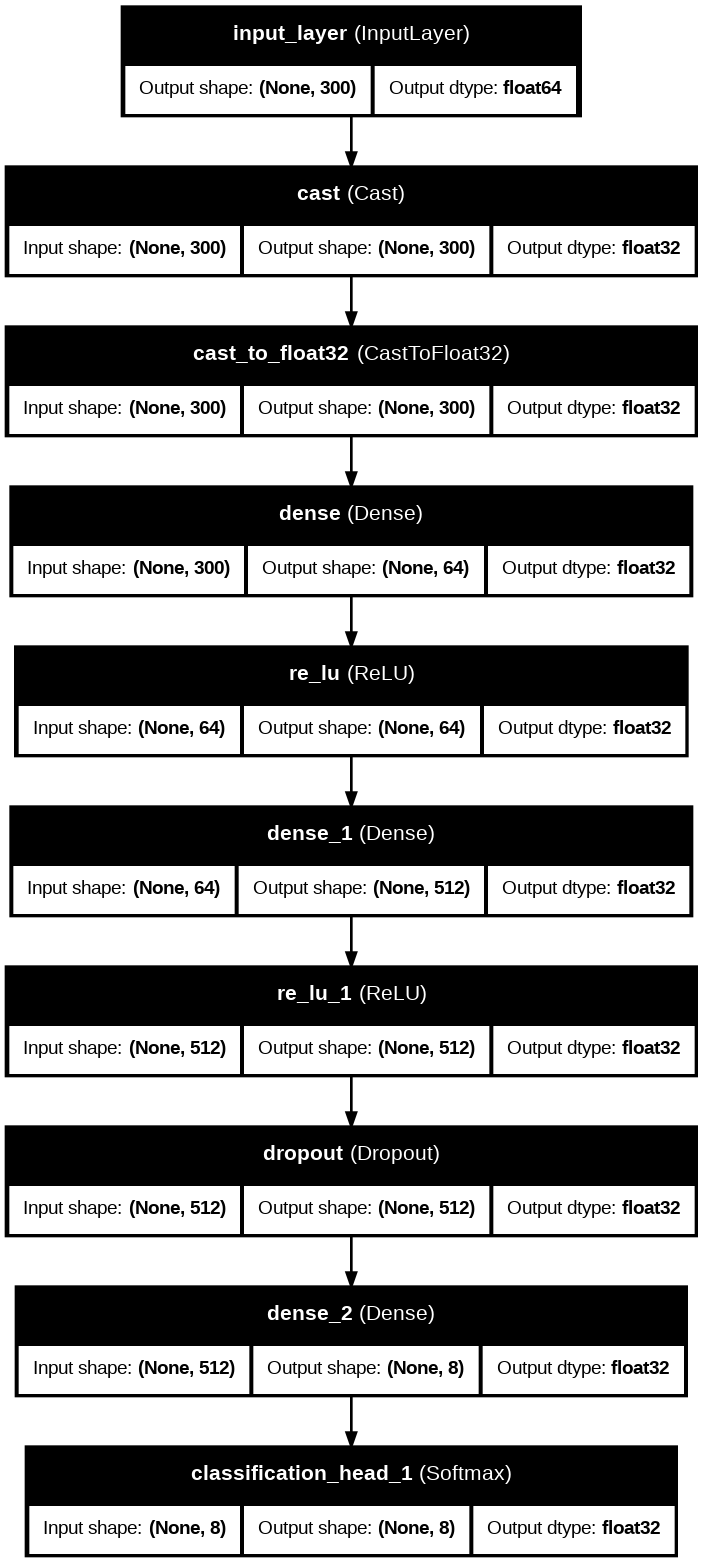 input_layer (InputLayer)
Output shape: (None, 300) Output dtype: float64
cast (Cast)
Input shape: (None, 300) Output shape: (None, 300) Output dtype: float32
cast_to_float32 (CastToFloat32)
Input shape: (None, 300) Output shape: (None, 300) Output dtype: float32
dense (Dense)
Input shape: (None, 300) Output shape: (None, 64) Output dtype: float32
re_lu (ReLU)
Input shape: (None, 64) Output shape: (None, 64) Output dtype: float32
dense_1 (Dense)
Input shape: (None, 64) Output shape: (None, 512) Output dtype: float32
re_lu_1 (ReLU)
Input shape: (None, 512) Output shape: (None, 512) Output dtype: float32
dropout (Dropout)
Input shape: (None, 512) Output shape: (None, 512) Output dtype: float32
dense_2 (Dense)
Input shape: (None, 512) Output shape: (None, 8) Output dtype: float32
classification_head_1 (Softmax)
Input shape: (None, 8) Output shape: (None, 8) Output dtype: float32